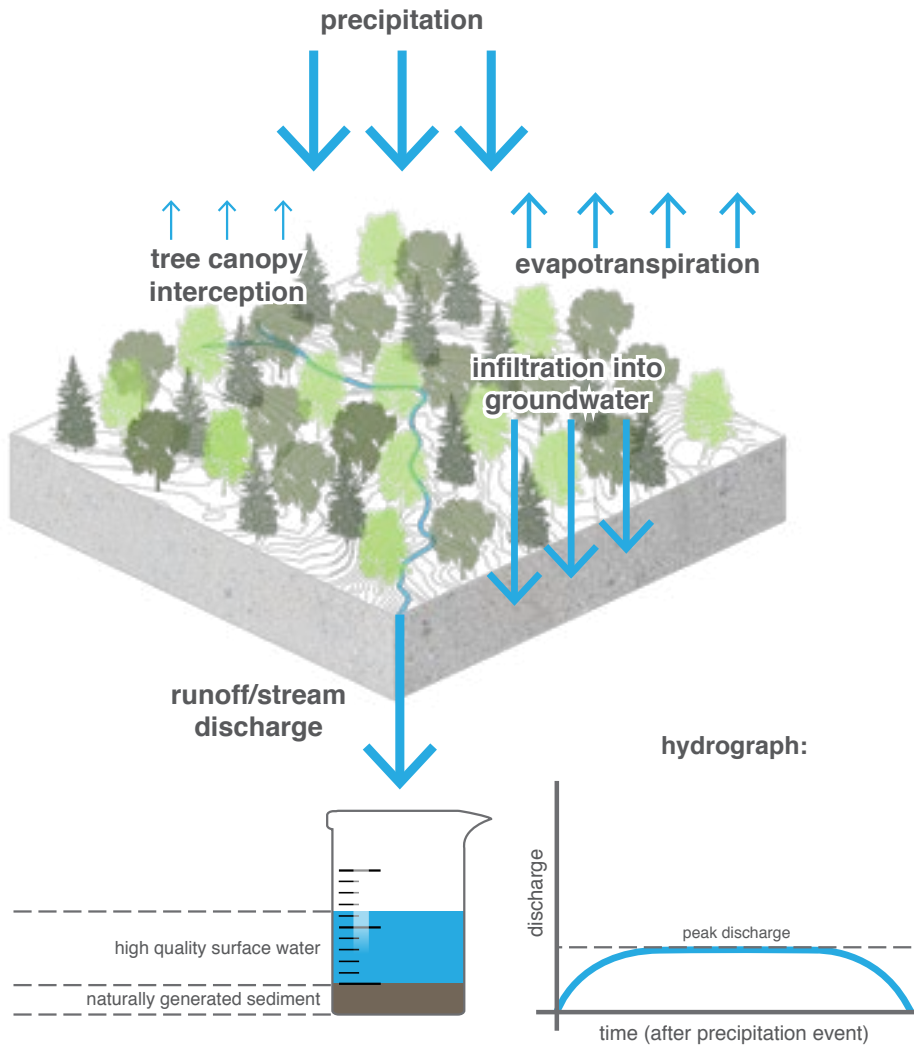 precipitation
tree canopy
interception
evapotranspiration
infiltration into
groundwater
runoff/stream
discharge
hydrograph:
discharge
peak discharge
high quality surface water
naturally generated sediment
time (after precipitation event)